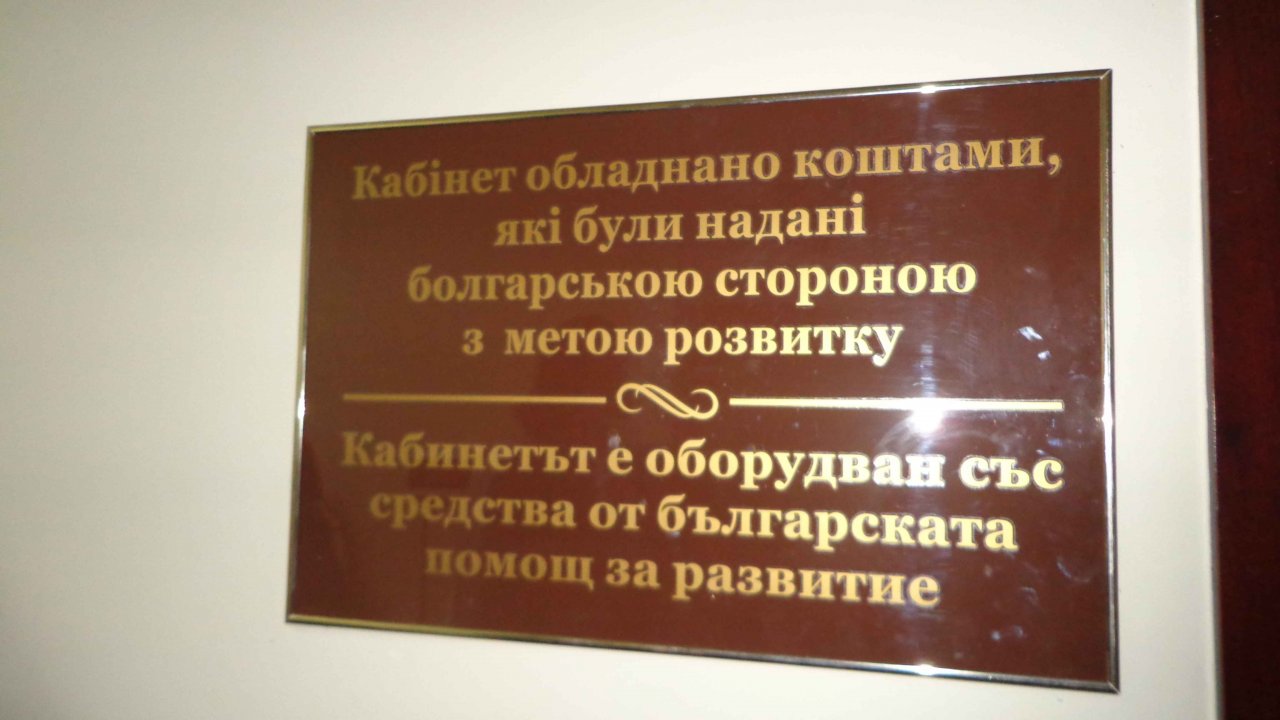 Кабінет обладнано коштами,
які були надані
болгарською стороною
з метою розвитку
Кабинетът е оборудван със
средства от българската
помощ за развитие